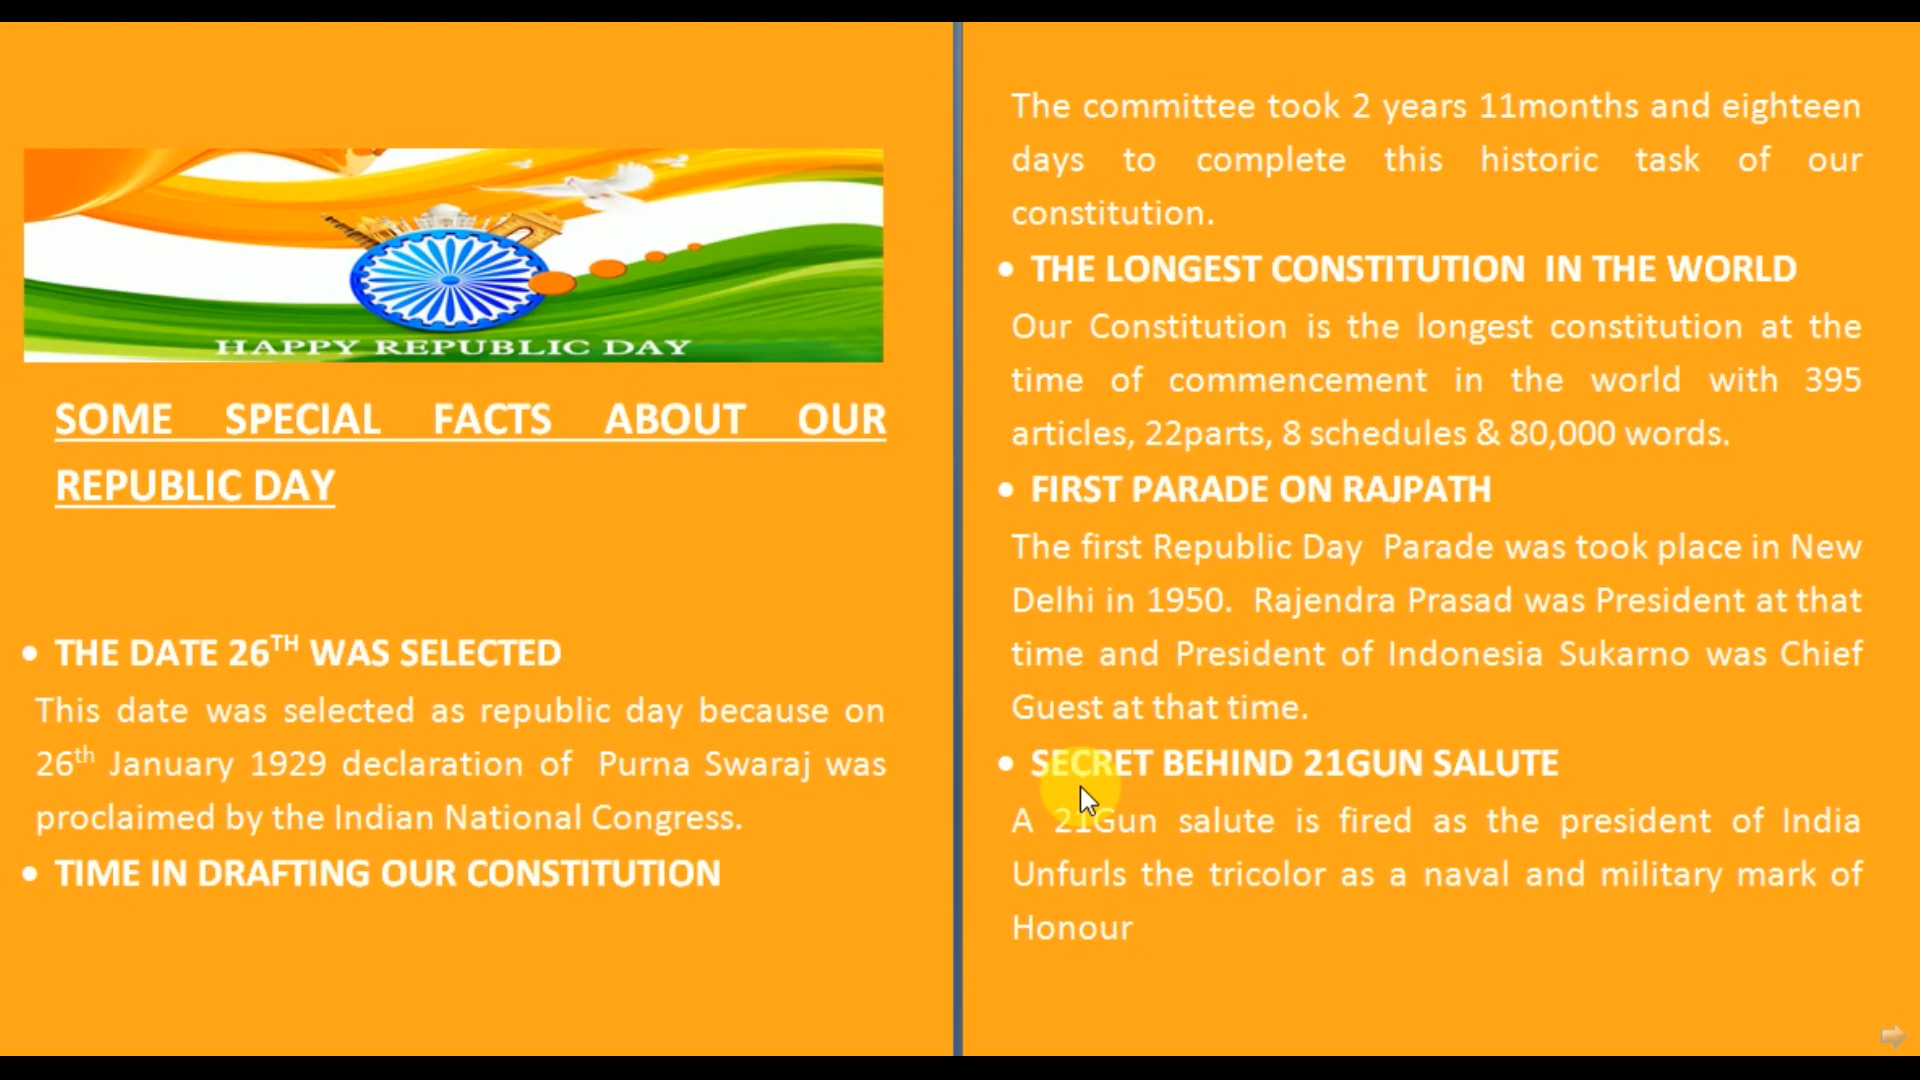 HAPPY REPUBLIC DAY
SOME SPECIAL FACTS ABOUT OUR
REPUBLIC DAY
• THE DATE 26TH WAS SELECTED
This date was selected as republic day because on
26th January 1929 declaration of Purna Swaraj was
proclaimed by the Indian National Congress.
• TIME IN DRAFTING OUR CONSTITUTION
The committee took 2 years 11months and eighteen
days to complete this historic task of our
constitution.
• THE LONGEST CONSTITUTION IN THE WORLD
Our Constitution is the longest constitution at the
time of commencement in the world with 395
articles, 22parts, 8 schedules & 80,000 words.
• FIRST PARADE ON RAJPATH
The first Republic Day Parade was took place in New
Delhi in 1950. Rajendra Prasad was President at that
time and President of Indonesia Sukarno was Chief
Guest at that time.
• SECRET BEHIND 21GUN SALUTE
A 21Gun salute is fired as the president of India
Unfurls the tricolor as a naval and military mark of
Honour